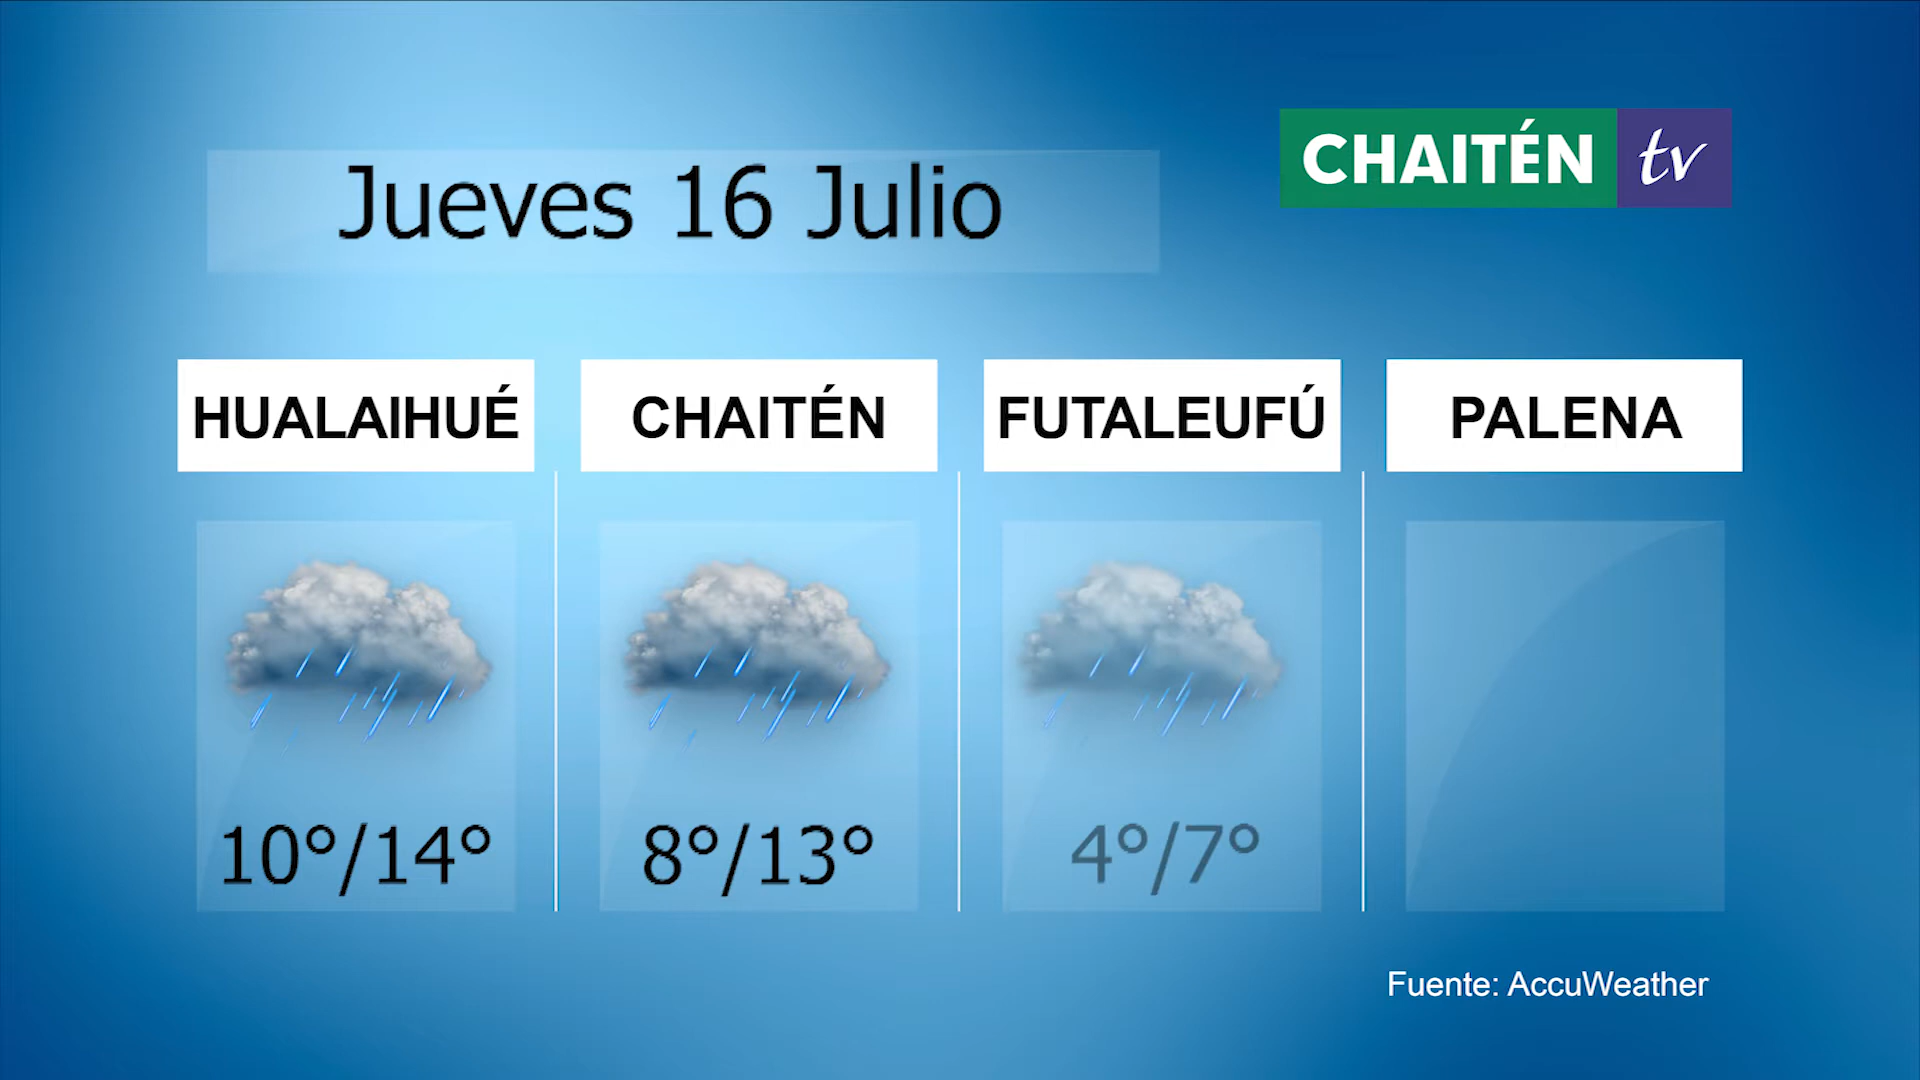 CHAITÉN tv
Jueves 16 Julio
HUALAIHUÉ
CHAITÉN
FUTALEUFÚ
PALENA
10°/14°
8°/13°
4°/7°
Fuente: AccuWeather